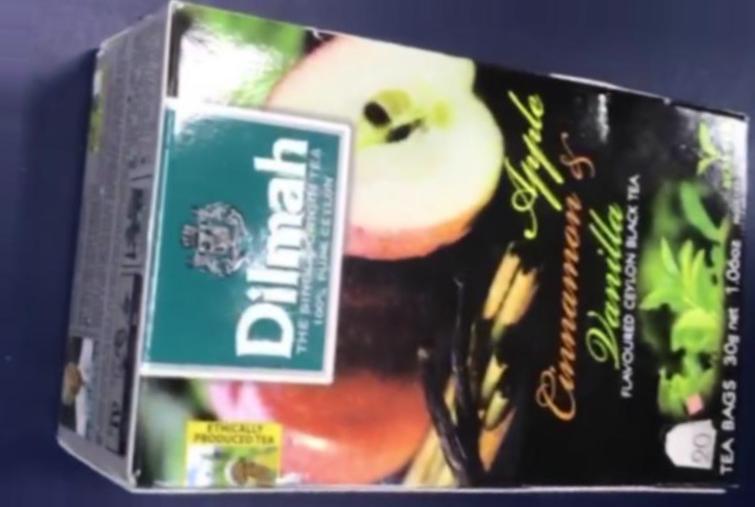 Dilmah
THE SINGLE ORIGIN TEA
100% PURE CEYLON
ETHICALLY
PRODUCED TEA
Apple
Cinnamon &
Vanilla
FLAVOURED CEYLON BLACK TEA
20
TEA BAGS 30g net 1.06oz